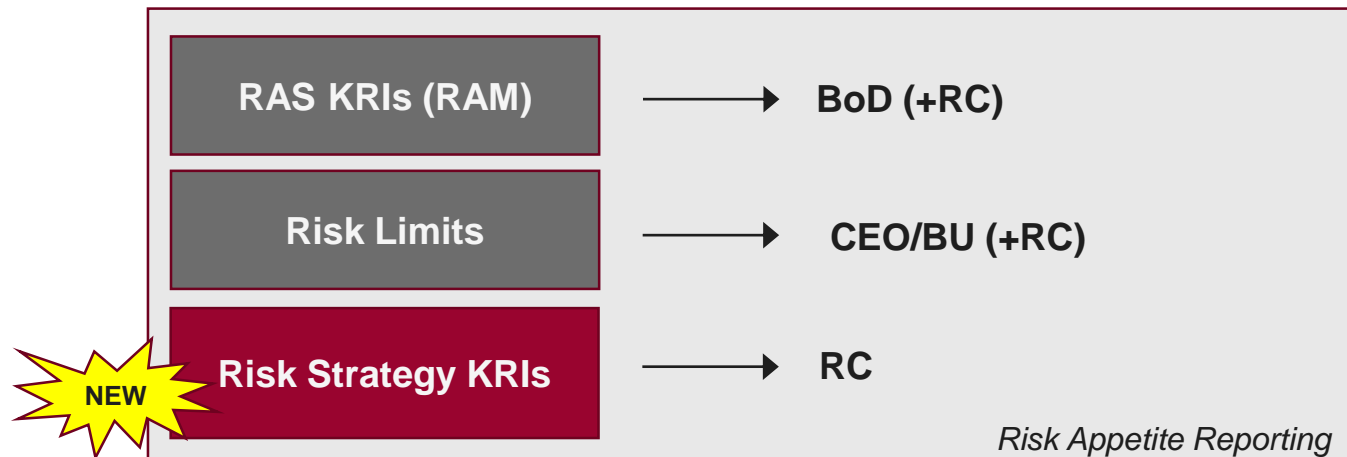 RAS KRIs (RAM)
BoD (+RC)
Risk Limits
CEO/BU (+RC)
Risk Strategy KRIs
RC
NEW
Risk Appetite Reporting